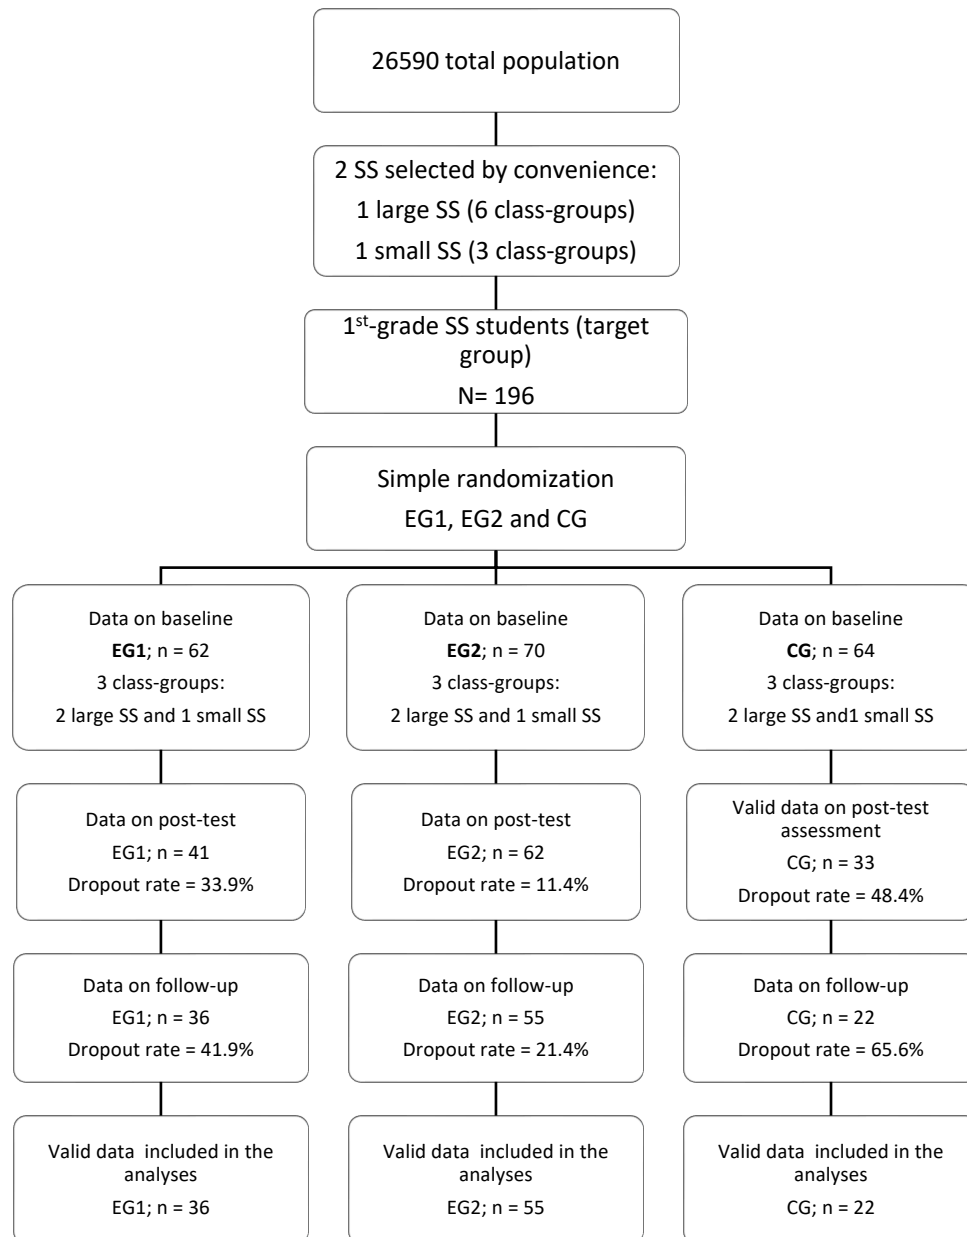 26590 total population
2 SS selected by convenience:
1 large SS (6 class-groups)
1 small SS (3 class-groups)
1st-grade SS students (target
group)
N= 196
Simple randomization
EG1, EG2 and CG
Data on baseline
EG1; n = 62
3 class-groups:
2 large SS and 1 small SS
Data on baseline
EG2; n = 70
3 class-groups:
2 large SS and 1 small SS
Data on baseline
CG; n = 64
3 class-groups:
2 large SS and1 small SS
Data on post-test
EG1; n = 41
Dropout rate = 33.9%
Data on post-test
EG2; n = 62
Dropout rate = 11.4%
Valid data on post-test
assessment
CG; n = 33
Dropout rate = 48.4%
Data on follow-up
EG1; n = 36
Dropout rate = 41.9%
Data on follow-up
EG2; n = 55
Dropout rate = 21.4%
Data on follow-up
CG; n = 22
Dropout rate = 65.6%
Valid data  included in the
analyses
EG1; n = 36
Valid data  included in the
analyses
EG2; n = 55
Valid data  included in the
analyses
CG; n = 22